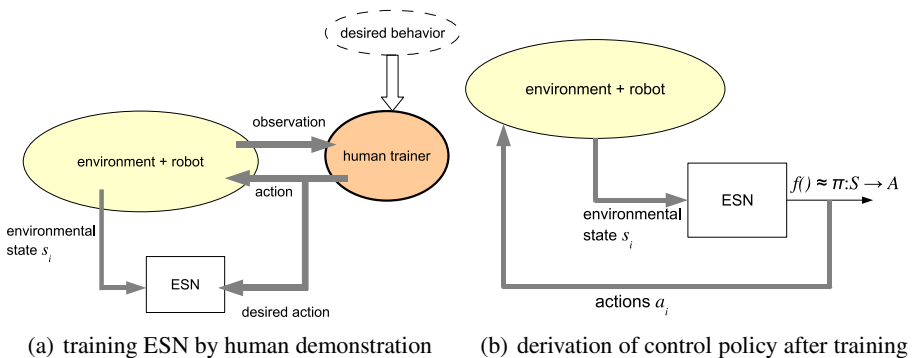 desired behavior
observation
environment + robot
human trainer
action
environmental
state s_i
ESN
desired action
(a) training ESN by human demonstration
environment + robot
ESN
f() ≈ π:S → A
environmental
state s_i
actions a_i
(b) derivation of control policy after training